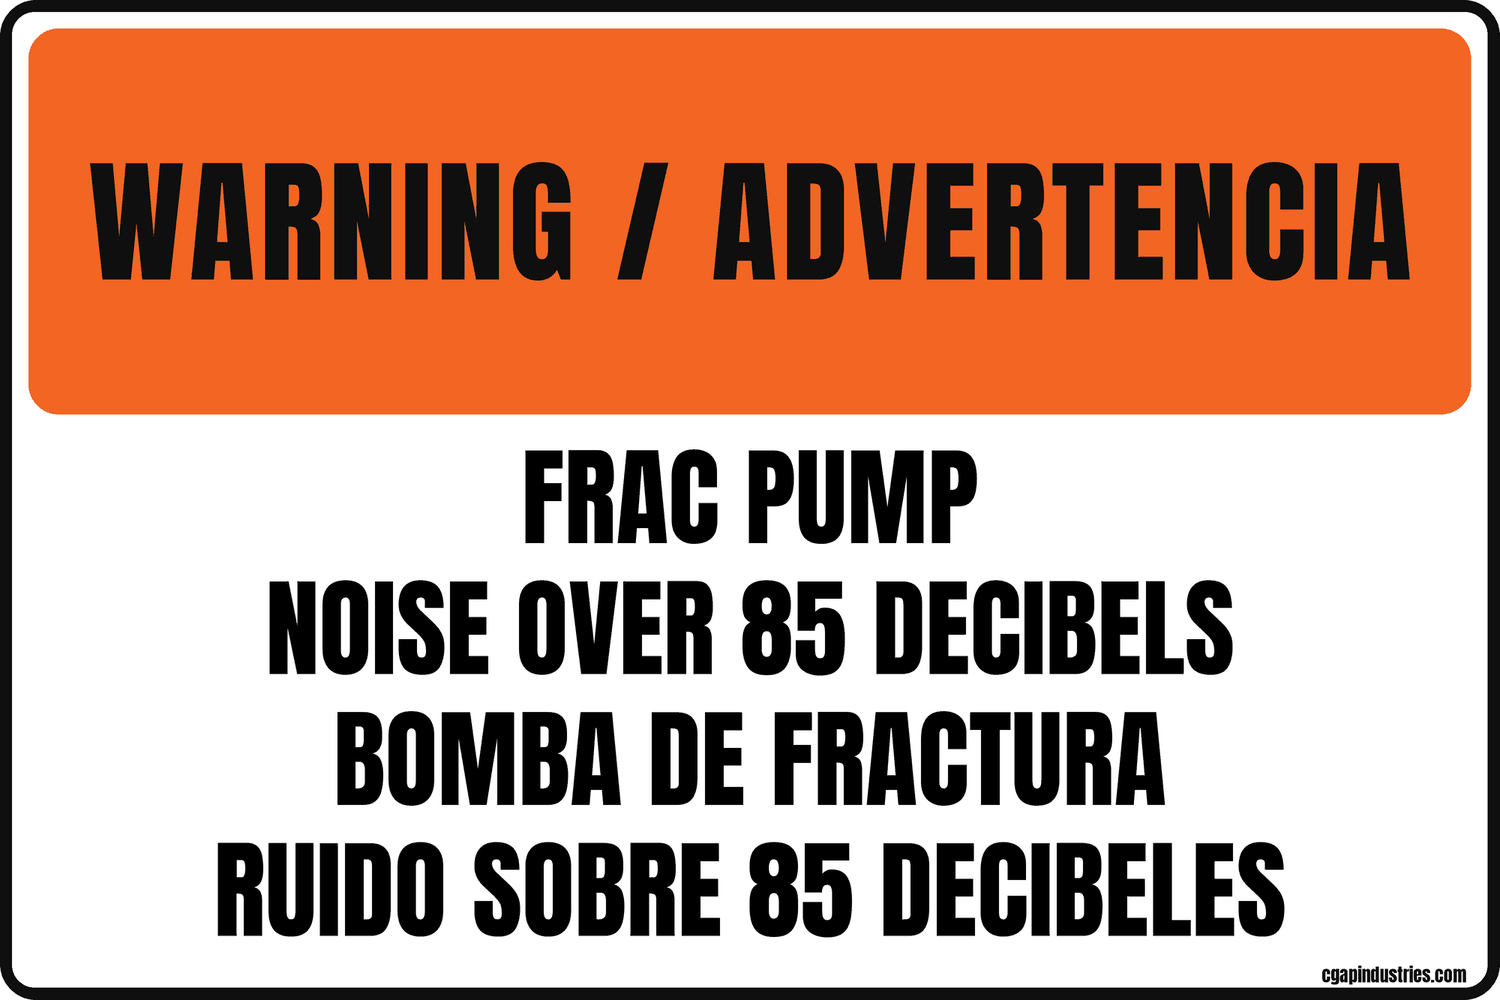 WARNING / ADVERTENCIA
FRAC PUMP
NOISE OVER 85 DECIBELS
BOMBA DE FRACTURA
RUIDO SOBRE 85 DECIBELES
cgapindustries.com